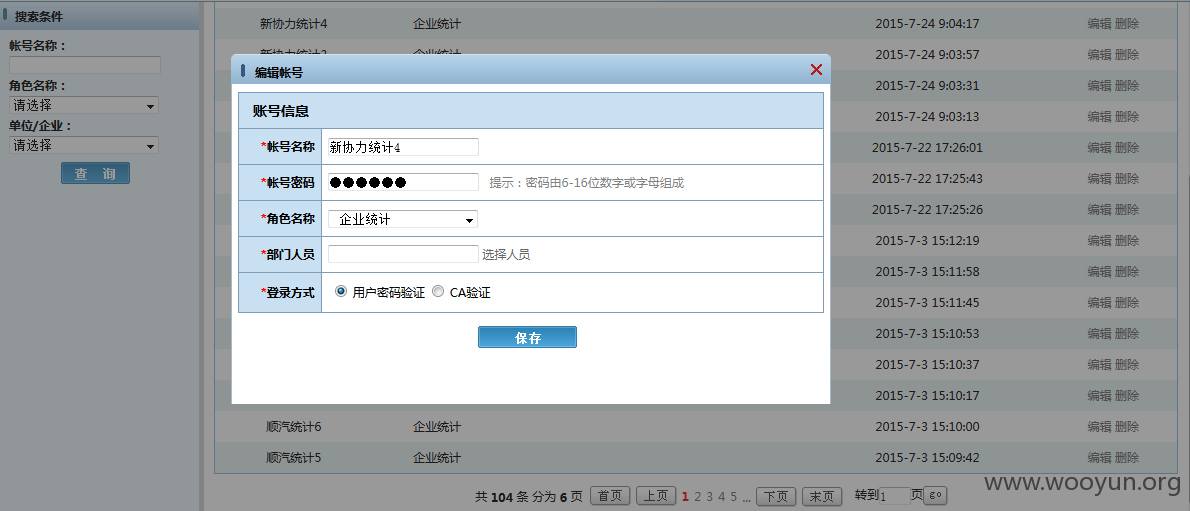 搜索条件
帐号名称：
角色名称：
请选择
单位/企业：
请选择
查 询
新协力统计4 企业统计 2015-7-24 9:04:17 编辑 删除
2015-7-24 9:03:57 编辑 删除
2015-7-24 9:03:31 编辑 删除
2015-7-24 9:03:13 编辑 删除
2015-7-22 17:26:01 编辑 删除
2015-7-22 17:25:43 编辑 删除
2015-7-22 17:25:26 编辑 删除
2015-7-3 15:12:19 编辑 删除
2015-7-3 15:11:58 编辑 删除
2015-7-3 15:11:45 编辑 删除
2015-7-3 15:10:53 编辑 删除
2015-7-3 15:10:37 编辑 删除
2015-7-3 15:10:17 编辑 删除
顺汽统计6 企业统计 2015-7-3 15:10:00 编辑 删除
顺汽统计5 企业统计 2015-7-3 15:09:42 编辑 删除
共 104 条 分为 6 页 首页 上页 1 2 3 4 5 ... 下页 末页 转到 1 页 go
编辑帐号
账号信息
*帐号名称 新协力统计4
*帐号密码 ●●●●●● 提示：密码由6-16位数字或字母组成
*角色名称 企业统计
*部门人员 选择人员
*登录方式 用户密码验证 CA验证
保存
www.wooyun.org